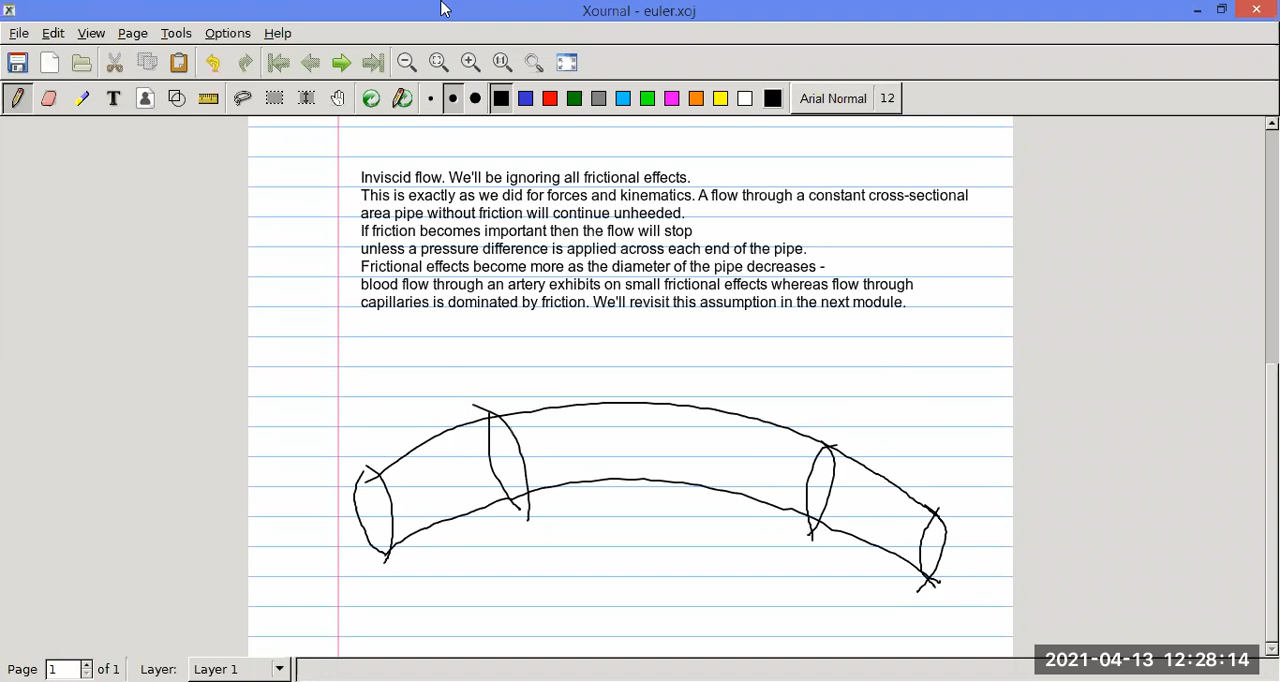 Xournal - euler.xoj
File Edit View Page Tools Options Help
T
1:1
Arial Normal 12
Inviscid flow. We'll be ignoring all frictional effects.
This is exactly as we did for forces and kinematics. A flow through a constant cross-sectional
area pipe without friction will continue unheeded.
If friction becomes important then the flow will stop
unless a pressure difference is applied across each end of the pipe.
Frictional effects become more as the diameter of the pipe decreases -
blood flow through an artery exhibits on small frictional effects whereas flow through
capillaries is dominated by friction. We'll revisit this assumption in the next module.
Page 1 of 1 Layer: Layer 1
2021-04-13 12:28:14